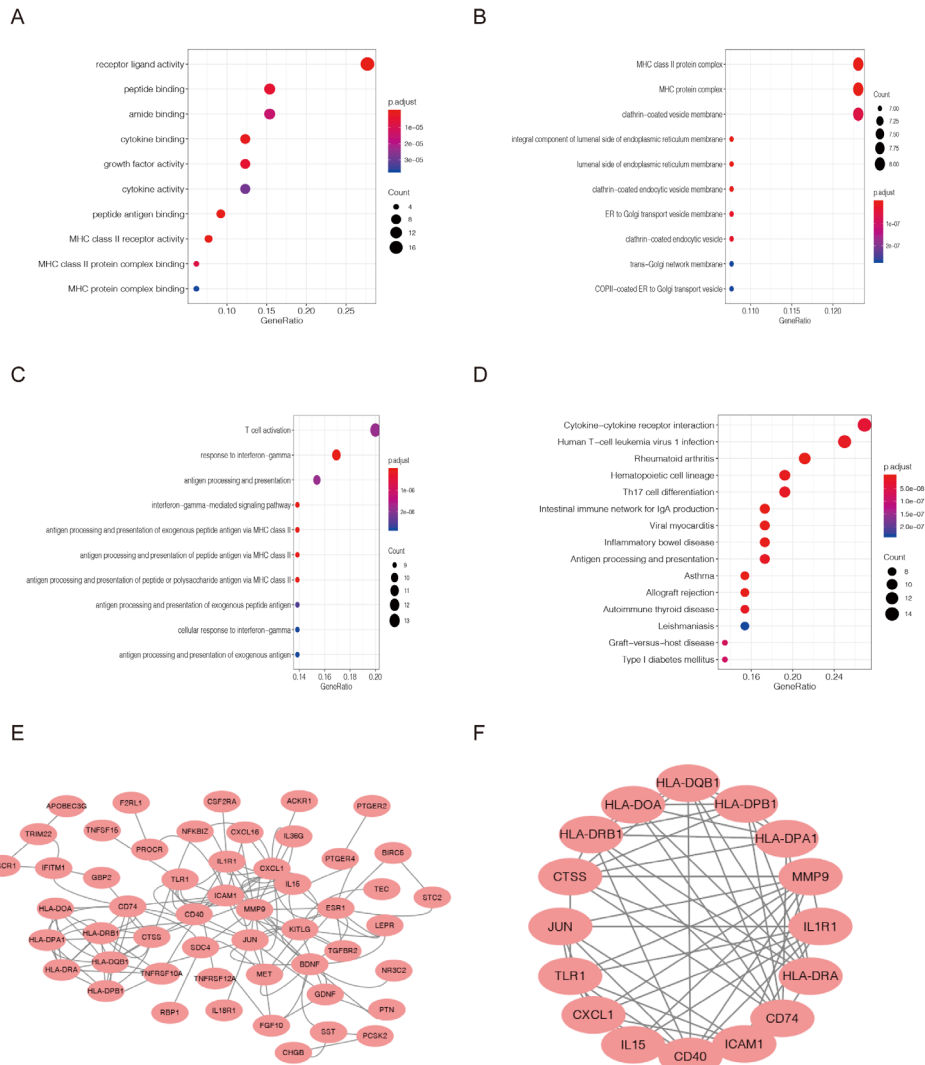 A
receptor ligand activity
peptide binding
amide binding
cytokine binding
growth factor activity
cytokine activity
peptide antigen binding
MHC class II receptor activity
MHC class II protein complex binding
MHC protein complex binding
0.10 0.15 0.20 0.25
GeneRatio
p.adjust
1e-05
2e-05
3e-05
Count
4
8
12
16
B
MHC class II protein complex
MHC protein complex
clathrin-coated vesicle membrane
integral component of lumenal side of endoplasmic reticulum membrane
lumenal side of endoplasmic reticulum membrane
clathrin-coated endocytic vesicle membrane
ER to Golgi transport vesicle membrane
clathrin-coated endocytic vesicle
trans-Golgi network membrane
COPII-coated ER to Golgi transport vesicle
0.110 0.115 0.120
GeneRatio
Count
7.00
7.25
7.50
7.75
8.00
p.adjust
1e-07
2e-07
C
T cell activation
response to interferon-gamma
antigen processing and presentation
interferon-gamma-mediated signaling pathway
antigen processing and presentation of exogenous peptide antigen via MHC class II
antigen processing and presentation of peptide antigen via MHC class II
antigen processing and presentation of peptide or polysaccharide antigen via MHC class II
antigen processing and presentation of exogenous peptide antigen
cellular response to interferon-gamma
antigen processing and presentation of exogenous antigen
0.14 0.16 0.18 0.20
GeneRatio
p.adjust
1e-06
2e-06
Count
9
10
11
12
13
D
Cytokine-cytokine receptor interaction
Human T-cell leukemia virus 1 infection
Rheumatoid arthritis
Hematopoietic cell lineage
Th17 cell differentiation
Intestinal immune network for IgA production
Viral myocarditis
Inflammatory bowel disease
Antigen processing and presentation
Asthma
Allograft rejection
Autoimmune thyroid disease
Leishmaniasis
Graft-versus-host disease
Type I diabetes mellitus
0.16 0.20 0.24
GeneRatio
p.adjust
5.0e-08
1.0e-07
1.5e-07
2.0e-07
Count
8
10
12
14
E
APOBEC3G
F2RL1
CSF2RA
ACKR1
PTGER2
TRIM22
TNFSF15
NFKBIZ
CXCL16
IL36G
PROCR
IL1R1
CXCL1
PTGER4
BIRC5
SCR1
IFITM1
GBP2
TLR1
IL15
TEC
STC2
HLA-DOA
CD74
ICAM1
MMP9
ESR1
LEPR
CD40
KITLG
HLA-DPA1
HLA-DRB1
CTSS
SDC4
JUN
TGFBR2
HLA-DRA
HLA-DQB1
TNFRSF10A
TNFRSF12A
MET
BDNF
NR3C2
HLA-DPB1
GDNF
RBP1
IL18R1
FGF10
PTN
SST
PCSK2
CHGB
F
HLA-DQB1
HLA-DOA
HLA-DPB1
HLA-DRB1
HLA-DPA1
CTSS
MMP9
JUN
IL1R1
TLR1
HLA-DRA
CXCL1
CD74
IL15
ICAM1
CD40